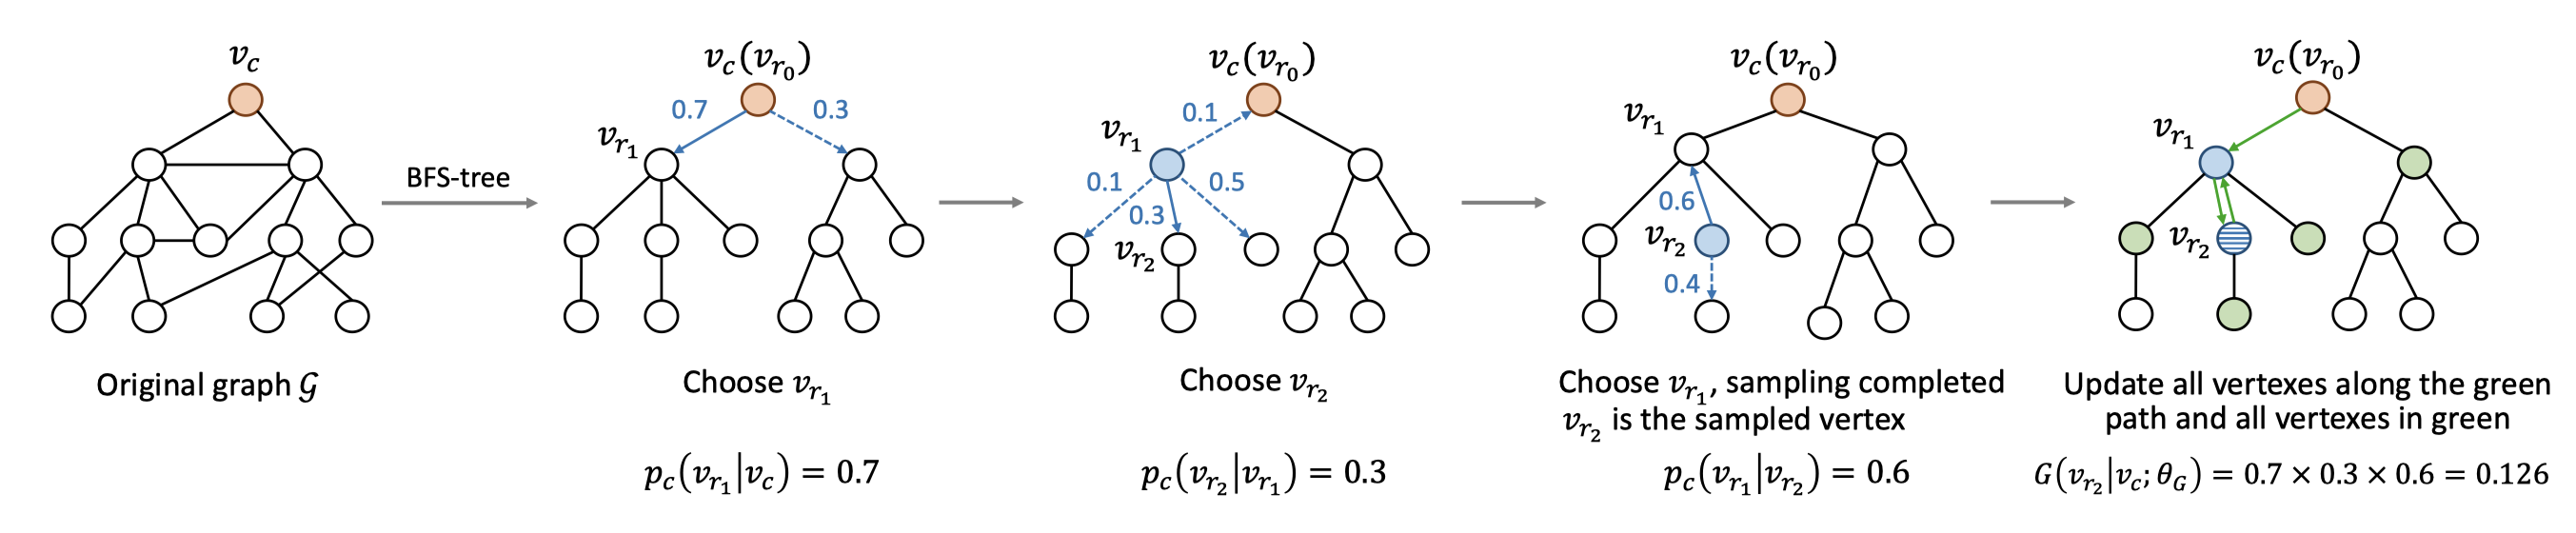 v_c
BFS-tree
Original graph 𝒢
v_c(v_{r_0})
0.7
0.3
v_{r_1}
Choose v_{r_1}
p_c(v_{r_1}|v_c) = 0.7
v_c(v_{r_0})
0.1
v_{r_1}
0.1
0.5
0.3
v_{r_2}
Choose v_{r_2}
p_c(v_{r_2}|v_{r_1}) = 0.3
v_c(v_{r_0})
v_{r_1}
0.6
v_{r_2}
0.4
Choose v_{r_1}, sampling completed
v_{r_2} is the sampled vertex
p_c(v_{r_1}|v_{r_2}) = 0.6
v_c(v_{r_0})
v_{r_1}
v_{r_2}
Update all vertexes along the green
path and all vertexes in green
G(v_{r_2}|v_c; θ_G) = 0.7 × 0.3 × 0.6 = 0.126